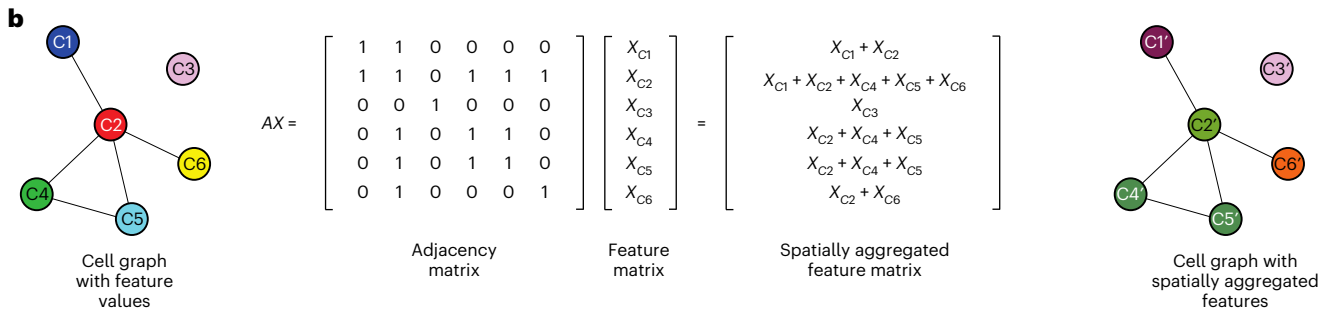 b
C1
C3
C2
C6
C4
C5
Cell graph
with feature
values
AX =
1 1 0 0 0 0
1 1 0 1 1 1
0 0 1 0 0 0
0 1 0 1 1 0
0 1 0 1 1 0
0 1 0 0 0 1
Adjacency
matrix
X_C1
X_C2
X_C3
X_C4
X_C5
X_C6
Feature
matrix
=
X_C1 + X_C2
X_C1 + X_C2 + X_C4 + X_C5 + X_C6
X_C3
X_C2 + X_C4 + X_C5
X_C2 + X_C4 + X_C5
X_C2 + X_C6
Spatially aggregated
feature matrix
C1′
C3′
C2′
C6′
C4′
C5′
Cell graph with
spatially aggregated
features